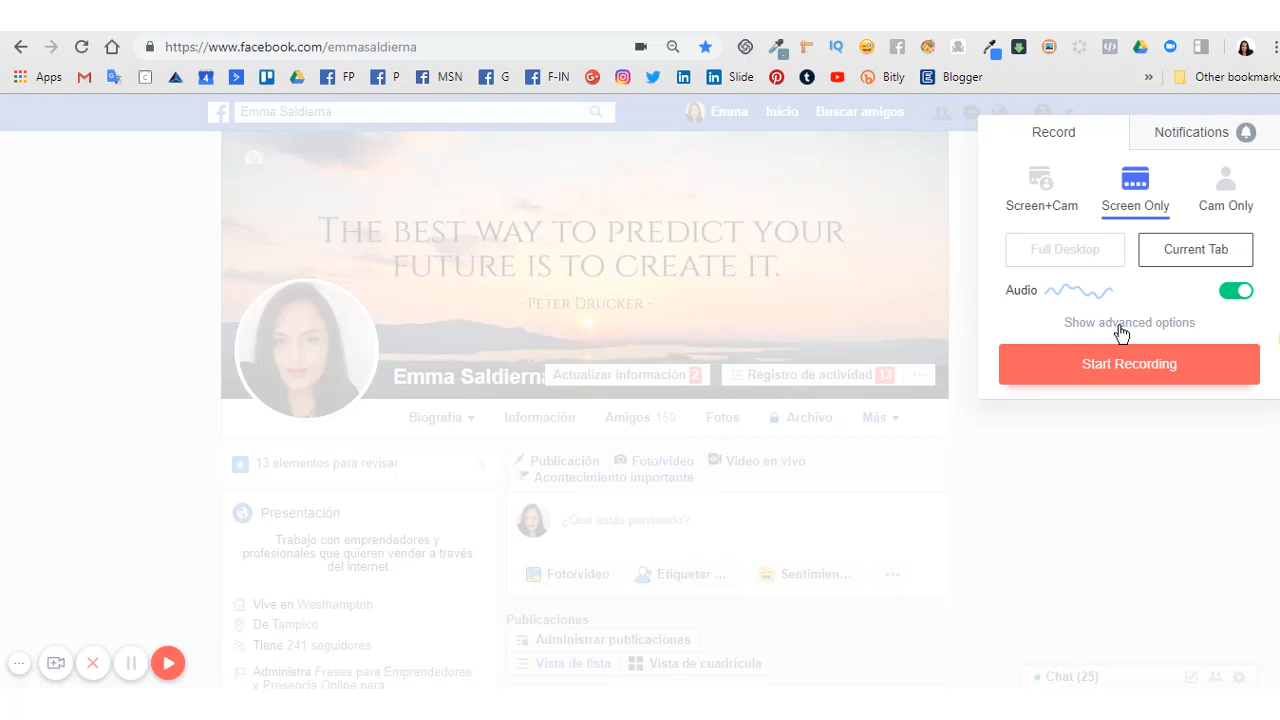 https://www.facebook.com/emmasaldierna
IQ
Apps
FP
P
MSN
G
F-IN
Slide
Bitly
Blogger
»
Other bookmark
Emma Saldierna
Emma
Inicio
Buscar amigos
Record
Notifications
Screen+Cam
Screen Only
Cam Only
Full Desktop
Current Tab
Audio
Show advanced options
Start Recording
THE BEST WAY TO PREDICT YOUR
FUTURE IS TO CREATE IT.
- PETER DRUCKER -
Emma Saldierna
Actualizar información 2
Registro de actividad 13
Biografía
Información
Amigos 150
Fotos
Archivo
Más
13 elementos para revisar
Presentación
Trabajo con emprendedores y
profesionales que quieren vender a través
del internet
Vive en Westhampton
De Tampico
Tiene 241 seguidores
Administra Frases para Emprendedores
y Presencia Online para
Publicación
Foto/video
Video en vivo
Acontecimiento importante
¿Qué estás pensando?
Foto/video
Etiquetar ...
Sentimien...
Publicaciones
Administrar publicaciones
Vista de lista
Vista de cuadrícula
Chat (25)